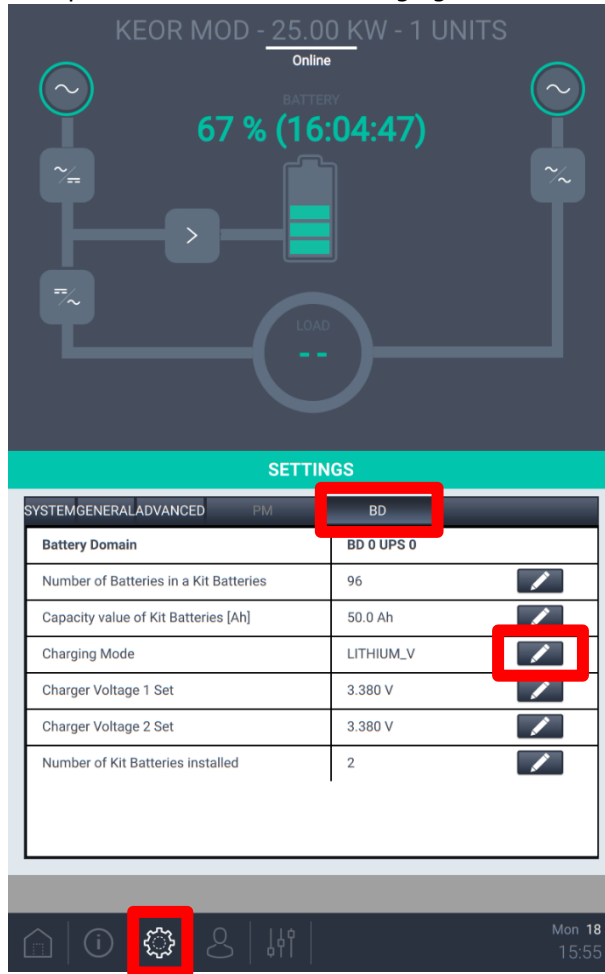 KEOR MOD - 25.00 KW - 1 UNITS
Online
BATTERY
67 % (16:04:47)
LOAD
--
SETTINGS
SYSTEM GENERAL ADVANCED PM BD
Battery Domain BD 0 UPS 0
Number of Batteries in a Kit Batteries 96
Capacity value of Kit Batteries [Ah] 50.0 Ah
Charging Mode LITHIUM_V
Charger Voltage 1 Set 3.380 V
Charger Voltage 2 Set 3.380 V
Number of Kit Batteries installed 2
Mon 18
15:55